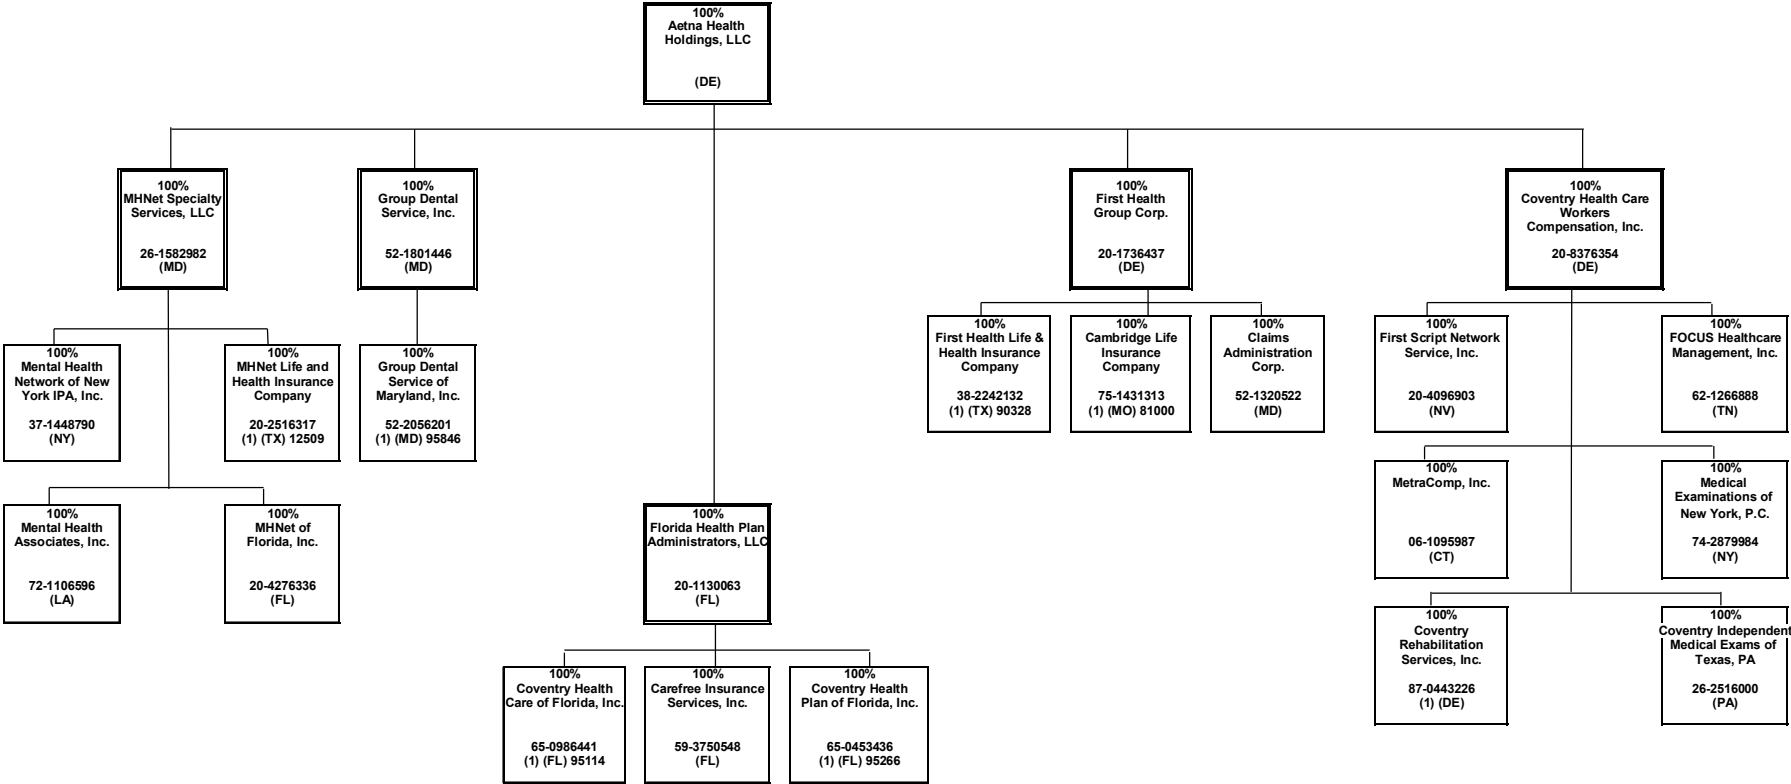 100%
Aetna Health
Holdings, LLC
(DE)
100%
MHNet Specialty
Services, LLC
26-1582982
(MD)
100%
Group Dental
Service, Inc.
52-1801446
(MD)
100%
First Health
Group Corp.
20-1736437
(DE)
100%
Coventry Health Care
Workers
Compensation, Inc.
20-8376354
(DE)
100%
Mental Health
Network of New
York IPA, Inc.
37-1448790
(NY)
100%
MHNet Life and
Health Insurance
Company
20-2516317
(1) (TX) 12509
100%
Group Dental
Service of
Maryland, Inc.
52-2056201
(1) (MD) 95846
100%
First Health Life &
Health Insurance
Company
38-2242132
(1) (TX) 90328
100%
Cambridge Life
Insurance
Company
75-1431313
(1) (MO) 81000
100%
Claims
Administration
Corp.
52-1320522
(MD)
100%
First Script Network
Service, Inc.
20-4096903
(NV)
100%
FOCUS Healthcare
Management, Inc.
62-1266888
(TN)
100%
MetraComp, Inc.
06-1095987
(CT)
100%
Medical
Examinations of
New York, P.C.
74-2879984
(NY)
100%
Mental Health
Associates, Inc.
72-1106596
(LA)
100%
MHNet of
Florida, Inc.
20-4276336
(FL)
100%
Florida Health Plan
Administrators, LLC
20-1130063
(FL)
100%
Coventry
Rehabilitation
Services, Inc.
87-0443226
(1) (DE)
100%
Coventry Independent
Medical Exams of
Texas, PA
26-2516000
(PA)
100%
Coventry Health
Care of Florida, Inc.
65-0986441
(1) (FL) 95114
100%
Carefree Insurance
Services, Inc.
59-3750548
(FL)
100%
Coventry Health
Plan of Florida, Inc.
65-0453436
(1) (FL) 95266